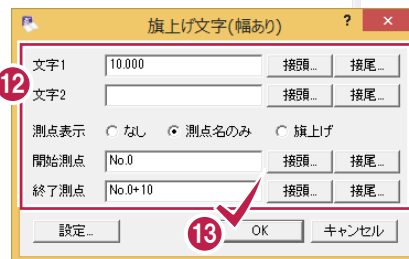 旗上げ文字(幅あり) ? ×
12
文字1 10.000 接頭... 接尾...
文字2 接頭... 接尾...
測点表示 なし 測点名のみ 旗上げ
開始測点 No.0 接頭... 接尾...
終了測点 No.0+10 接頭... 接尾...
設定... 13 OK キャンセル